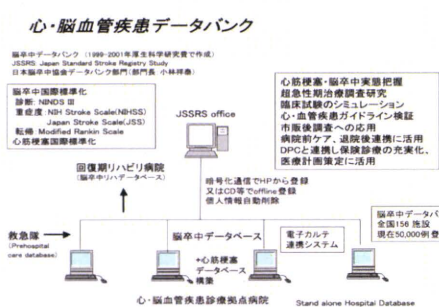 心・脳血管疾患データバンク
脳卒中データバンク（1999-2001年厚生科学研究費で作成）
JSSRS: Japan Standard Stroke Registry Study
日本脳卒中協会データバンク部門（部門長 小林祥泰）
脳卒中国際標準化
診断: NINDS III
重症度: NIH Stroke Scale(NIHSS)
Japan Stroke Scale(JSS)
転帰: Modified Rankin Scale
心筋梗塞国際標準化
JSSRS office
心筋梗塞・脳卒中実態把握
超急性期治療調査研究
臨床試験のシミュレーション
心・血管疾患ガイドライン検証
市販後調査への応用
病院前ケア、退院後連携に活用
DPCと連携し保険診療の充実化、
医療計画策定に活用
回復期リハビリ病院
(脳卒中リハデータベース)
暗号化通信でHPから登録
又はCD等でoffline登録
個人情報自動削除
救急隊
(Prehospital
care database)
脳卒中データベース
+心筋梗塞
データベース
構築
電子カルテ
連携システム
脳卒中データバ
全国156 施設
現在50,000例登
心・脳血管疾患診療拠点病院
Stand alone Hospital Database